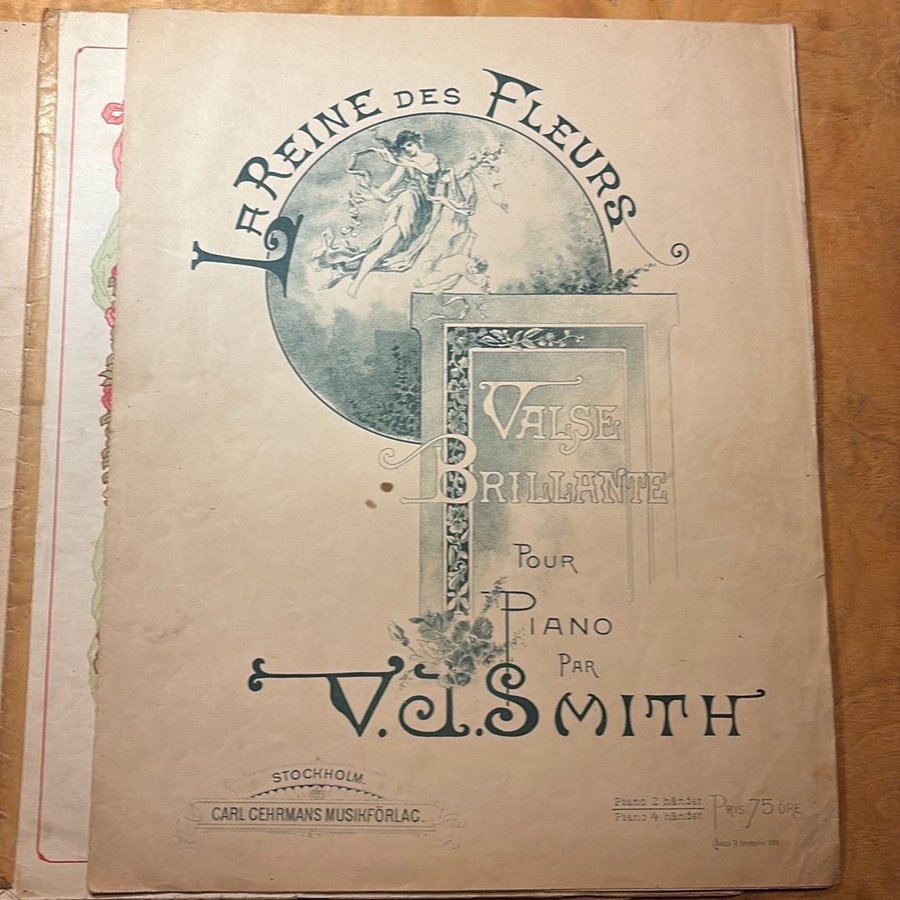 LA REINE DES FLEURS
VALSE
BRILLANTE
POUR
PIANO
PAR
V. J. SMITH
STOCKHOLM.
CARL GEHRMANS MUSIKFÖRLAG.
Piano 2 händer
Piano 4 händer
PRIS 75 ÖRE